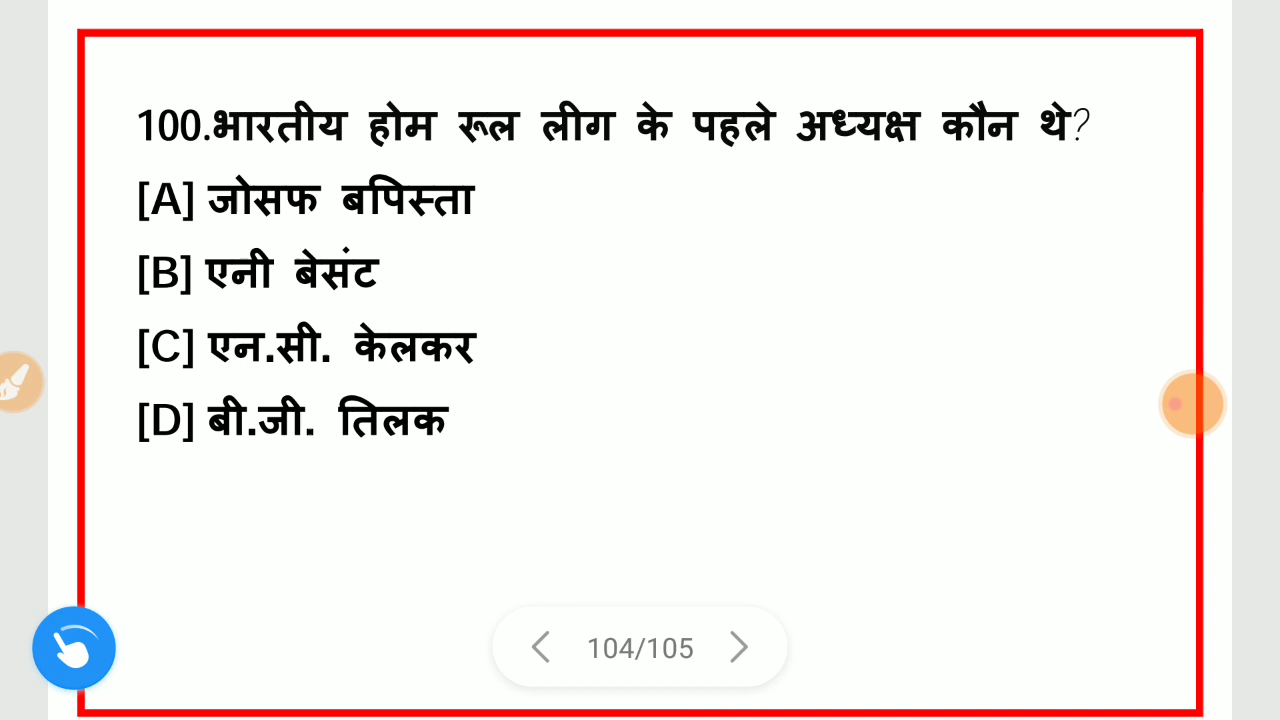 100.भारतीय होम रूल लीग के पहले अध्यक्ष कौन थे?
[A] जोसफ बपिस्ता
[B] एनी बेसंट
[C] एन.सी. केलकर
[D] बी.जी. तिलक
104/105